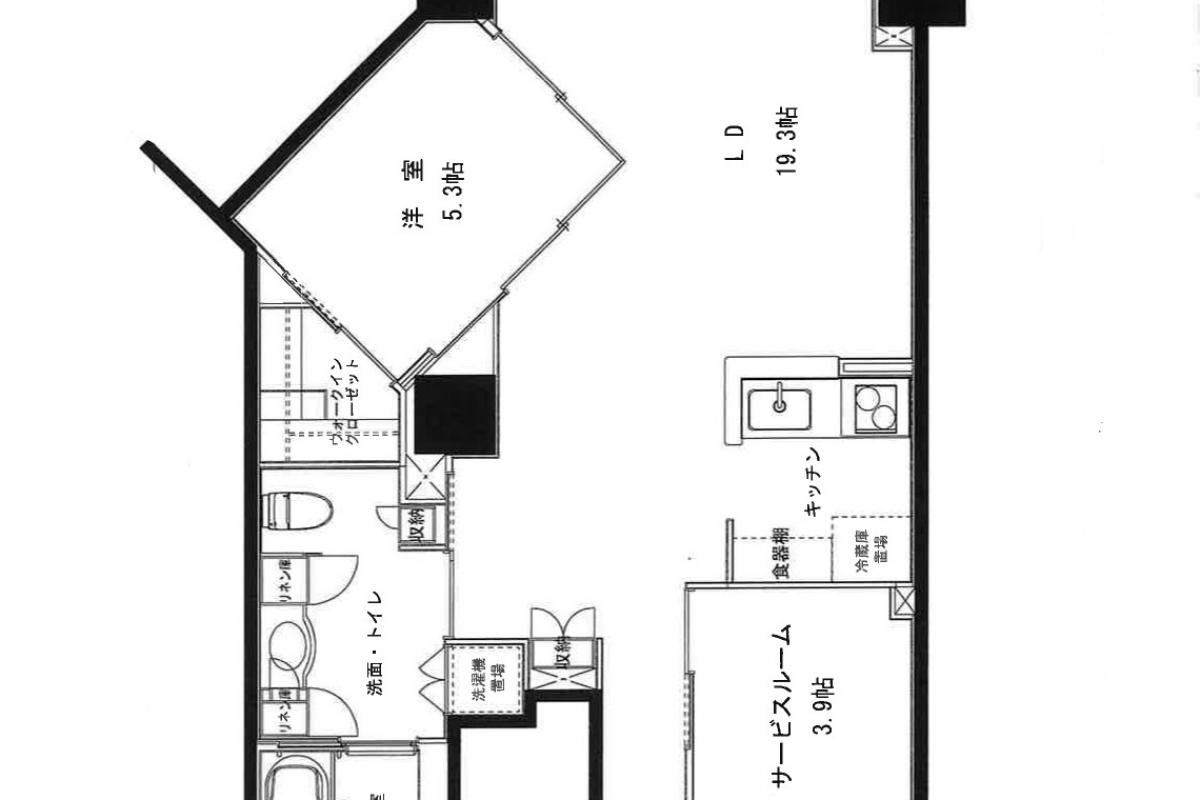 洋室
5.3帖
LD
19.3帖
ウォークイン
クローゼット
キッチン
収納
食器棚
冷蔵庫
置場
リネン庫
洗面・トイレ
洗濯機
置場
収納
リネン庫
サービスルーム
3.9帖
室